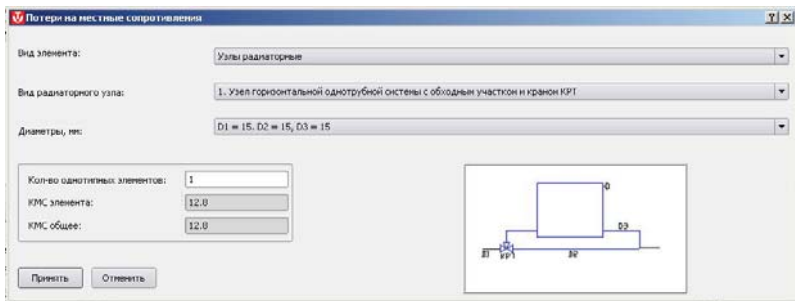 Потери на местные сопротивления
Вид элемента:
Узлы радиаторные
Вид радиаторного узла:
1. Узел горизонтальной однотрубной системы с обходным участком и краном КРТ
Диаметры, мм:
D1 = 15. D2 = 15, D3 = 15
Кол-во однотипных элементов:
1
КМС элемента:
12.0
КМС общее:
12.0
D3
D2
Принять
Отменить